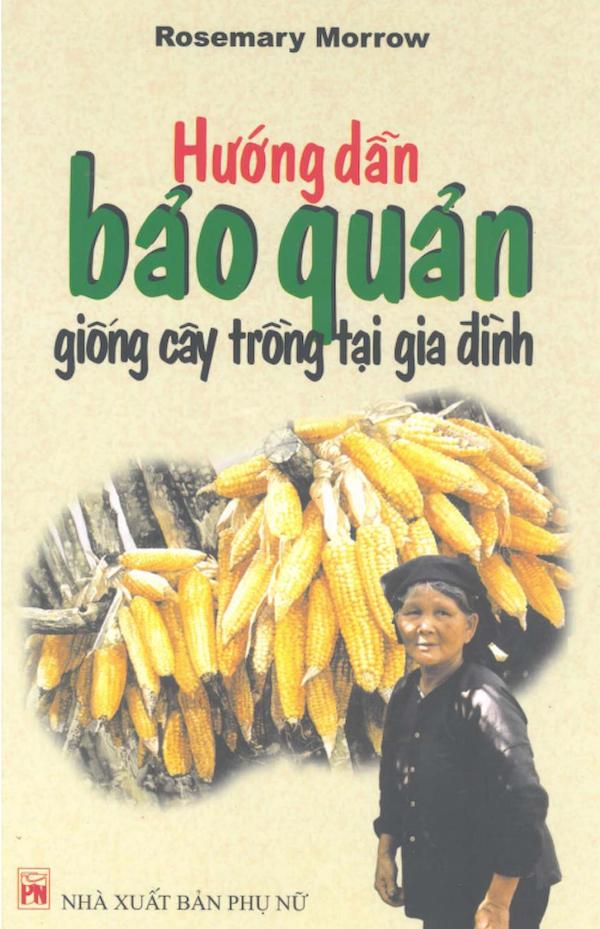 Rosemary Morrow
Hướng dẫn
bảo quản
giống cây trồng tại gia đình
PN
NHÀ XUẤT BẢN PHỤ NỮ